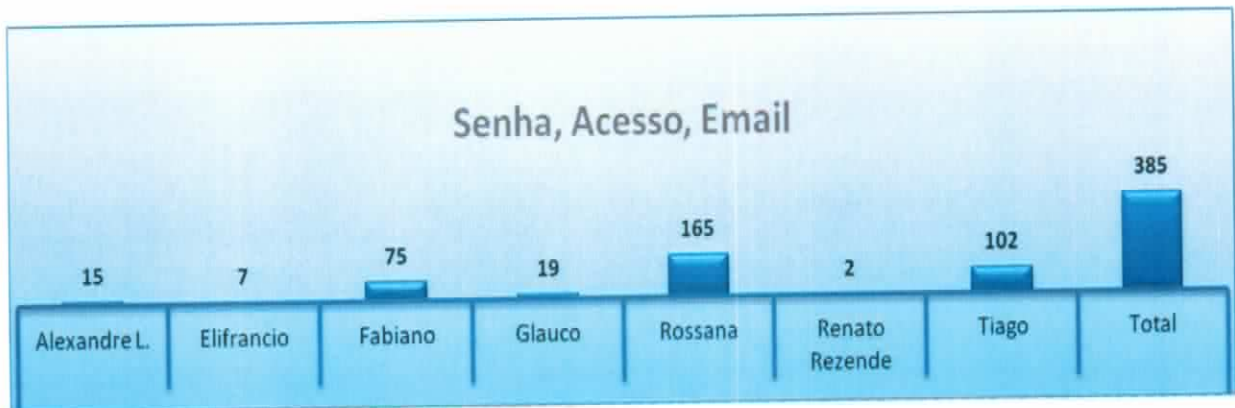 Senha, Acesso, Email
385
165
102
75
19
15
7
2
Alexandre L.
Elifrancio
Fabiano
Glauco
Rossana
Renato
Rezende
Tiago
Total